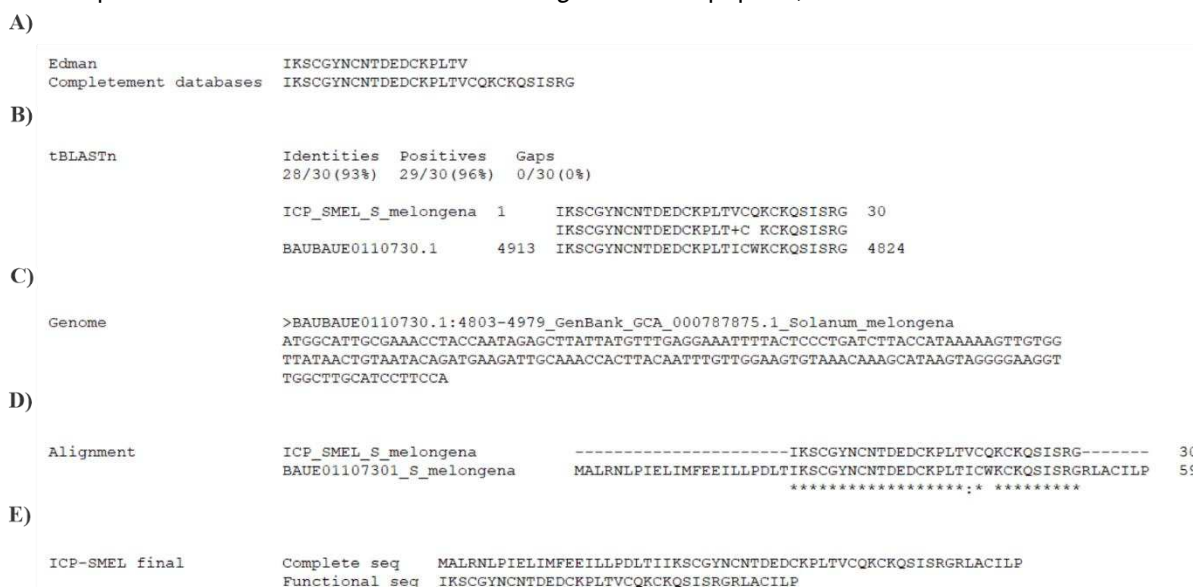 A)
Edman IKSCGYNCNTDEDCKPLTV
Completement databases IKSCGYNCNTDEDCKPLTVCQKCKQSISRG
B)
tBLASTn Identities Positives Gaps
28/30(93%) 29/30(96%) 0/30(0%)
ICP_SMEL_S_melongena 1 IKSCGYNCNTDEDCKPLTVCQKCKQSISRG 30
IKSCGYNCNTDEDCKPLT+C KCKQSISRG
BAUBAUE0110730.1 4913 IKSCGYNCNTDEDCKPLTICWKCKQSISRG 4824
C)
Genome >BAUBAUE0110730.1:4803-4979_GenBank_GCA_000787875.1_Solanum_melongena
ATGGCATTGCGAAACCTACCAATAGAGCTTATTATGTTTGAGGAAATTTTACTCCCTGATCTTACCATAAAAAGTTGTGG
TTATAACTGTAATACAGATGAAGATTGCAAACCACTTACAATTTGTTGGAAGTGTAAACAAAGCATAAGTAGGGGAAGGT
TGGCTTGCATCCTTCCA
D)
Alignment ICP_SMEL_S_melongena ----------------------IKSCGYNCNTDEDCKPLTVCQKCKQSISRG------- 30
BAUE01107301_S_melongena MALRNLPIELIMFEEILLPDLTIKSCGYNCNTDEDCKPLTICWKCKQSISRGRLACILP 59
******************:* *********
E)
ICP-SMEL final Complete seq MALRNLPIELIMFEEILLPDLTIIKSCGYNCNTDEDCKPLTVCQKCKQSISRGRLACILP
Functional seq IKSCGYNCNTDEDCKPLTVCQKCKQSISRGRLACILP